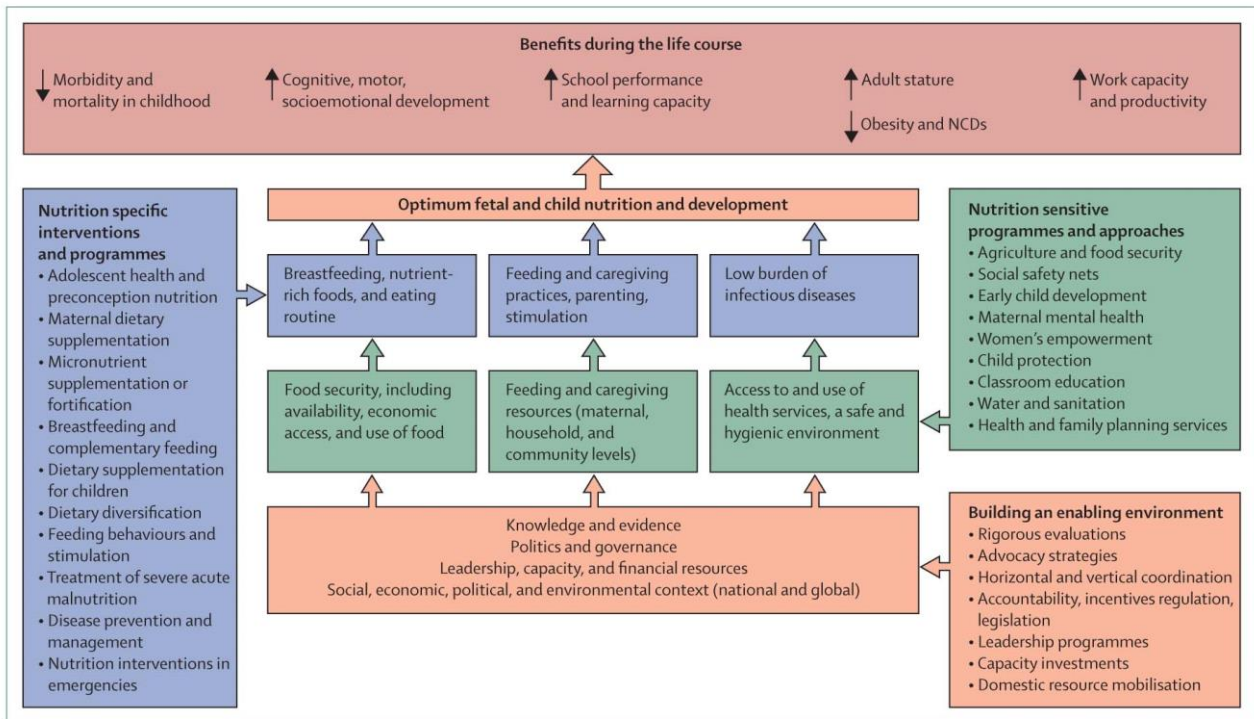 Benefits during the life course
Morbidity and
mortality in childhood
Cognitive, motor,
socioemotional development
School performance
and learning capacity
Adult stature
Obesity and NCDs
Work capacity
and productivity
Nutrition specific
interventions
and programmes
• Adolescent health and
preconception nutrition
• Maternal dietary
supplementation
• Micronutrient
supplementation or
fortification
• Breastfeeding and
complementary feeding
• Dietary supplementation
for children
• Dietary diversification
• Feeding behaviours and
stimulation
• Treatment of severe acute
malnutrition
• Disease prevention and
management
• Nutrition interventions in
emergencies
Optimum fetal and child nutrition and development
Breastfeeding, nutrient-
rich foods, and eating
routine
Feeding and caregiving
practices, parenting,
stimulation
Low burden of
infectious diseases
Food security, including
availability, economic
access, and use of food
Feeding and caregiving
resources (maternal,
household, and
community levels)
Access to and use of
health services, a safe and
hygienic environment
Knowledge and evidence
Politics and governance
Leadership, capacity, and financial resources
Social, economic, political, and environmental context (national and global)
Nutrition sensitive
programmes and approaches
• Agriculture and food security
• Social safety nets
• Early child development
• Maternal mental health
• Women's empowerment
• Child protection
• Classroom education
• Water and sanitation
• Health and family planning services
Building an enabling environment
• Rigorous evaluations
• Advocacy strategies
• Horizontal and vertical coordination
• Accountability, incentives regulation,
legislation
• Leadership programmes
• Capacity investments
• Domestic resource mobilisation